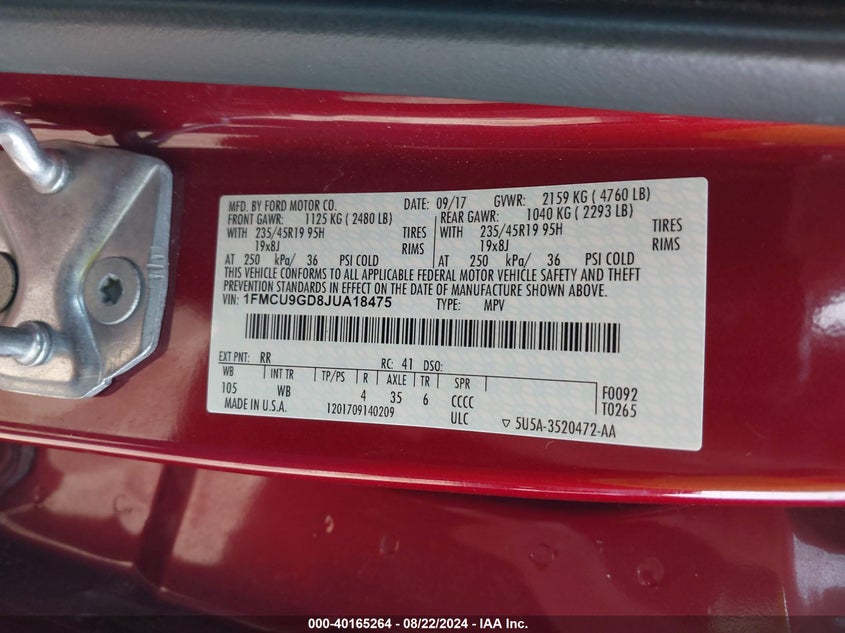 MFD. BY FORD MOTOR CO. DATE: 09/17 GVWR: 2159 KG ( 4760 LB)
FRONT GAWR: 1125 KG ( 2480 LB) REAR GAWR: 1040 KG ( 2293 LB)
WITH 235/45R19 95H WITH 235/45R19 95H TIRES
19x8J 19x8J RIMS
AT 250 kPa/ 36 PSI COLD AT 250 kPa/ 36 PSI COLD
THIS VEHICLE CONFORMS TO ALL APPLICABLE FEDERAL MOTOR VEHICLE SAFETY AND THEFT
PREVENTION STANDARDS IN EFFECT ON THE DATE OF MANUFACTURE SHOWN ABOVE.
VIN: 1FMCU9GD8JUA18475 TYPE: MPV
EXT PNT: RR RC: 41 DSO:
WB INT TR TP/PS R AXLE TR SPR F0092
105 WB 4 35 6 CCCC T0265
MADE IN U.S.A. 1201709140209 ULC ▽ 5U5A-3520472-AA
000-40165264 - 08/22/2024 - IAA Inc.